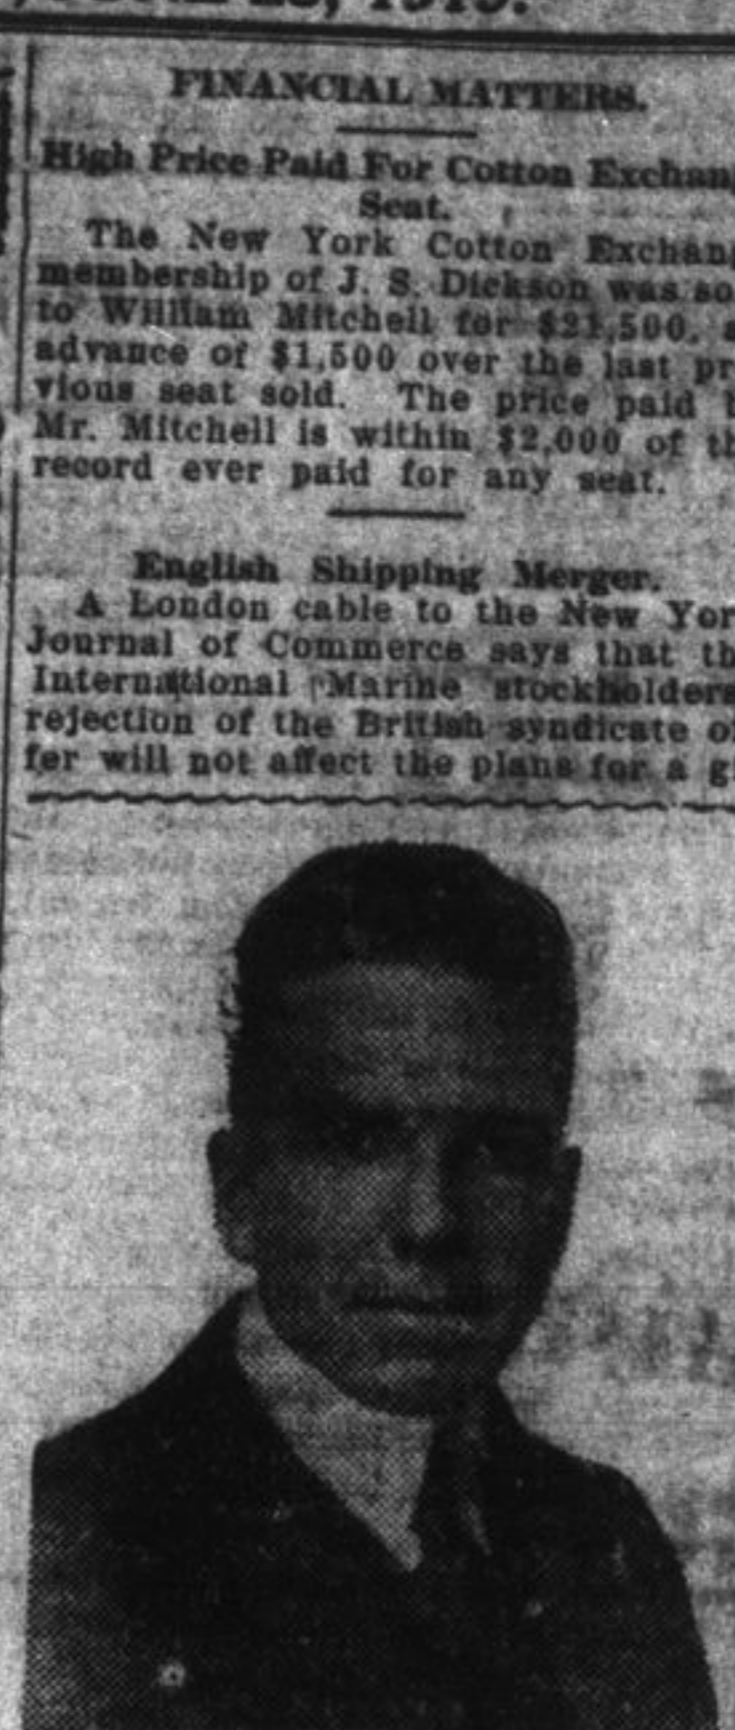 1919.
FINANCIAL MATTERS.
High Price Paid For Cotton Exchan
Seat.
The New York Cotton Exchan
membership of J. S. Dickson was so
to William Mitchell for $21,500, a
advance of $1,500 over the last pr
vious seat sold. The price paid b
Mr. Mitchell is within $2,000 of th
record ever paid for any seat.
English Shipping Merger.
A London cable to the New Yor
Journal of Commerce says that th
International Marine stockholders
rejection of the British syndicate of
fer will not affect the plans for a gi